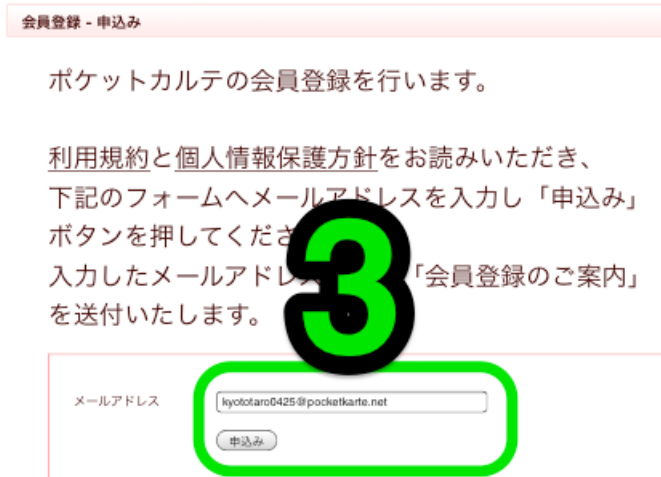 会員登録 - 申込み
ポケットカルテの会員登録を行います。
利用規約と個人情報保護方針をお読みいただき、
下記のフォームへメールアドレスを入力し「申込み」
ボタンを押してくださ
3
入力したメールアドレ 「会員登録のご案内」
を送付いたします。
メールアドレス
kyototaro0425@pocketkarte.net
申込み